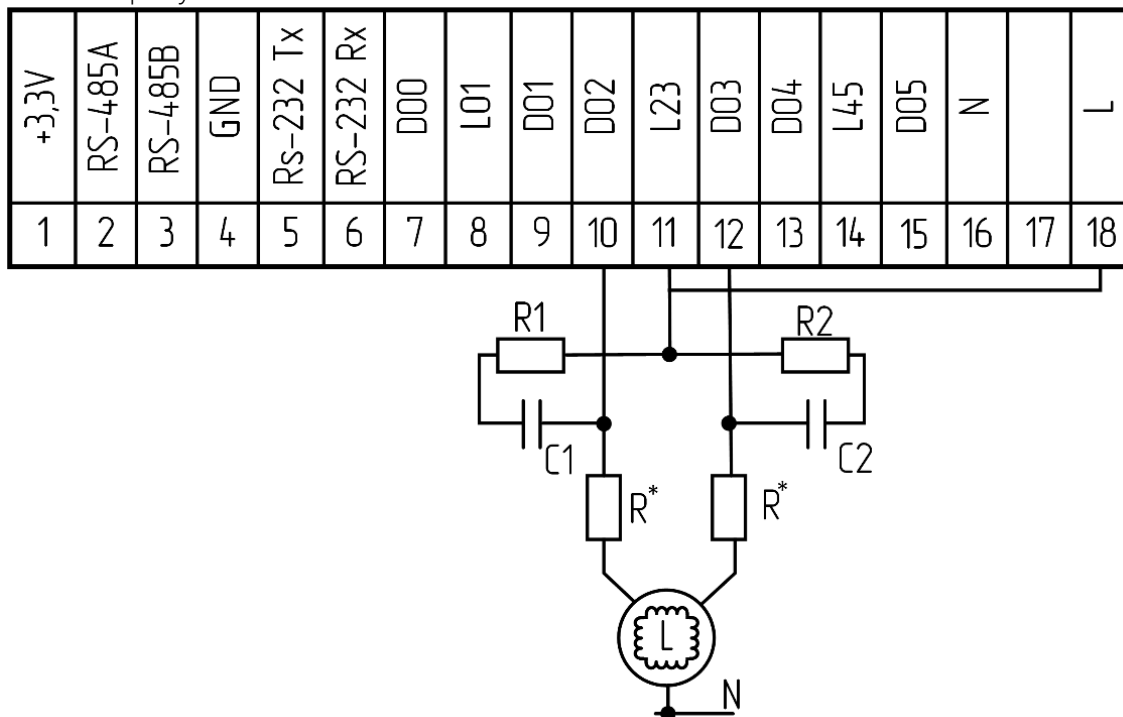 +3,3V
RS-485A
RS-485B
GND
Rs-232 Tx
RS-232 Rx
DO0
LO1
DO1
DO2
L23
DO3
DO4
L45
DO5
N
L
1 2 3 4 5 6 7 8 9 10 11 12 13 14 15 16 17 18
R1 R2
C1 C2
R* R*
L
N